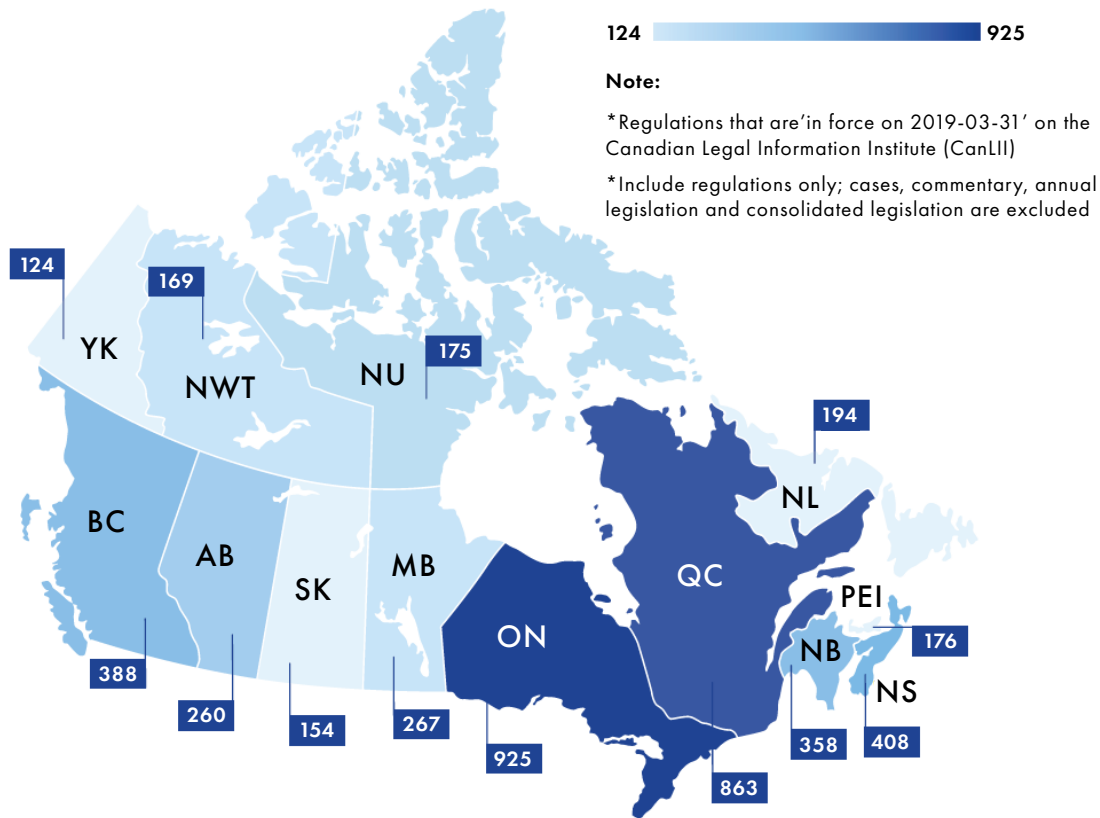 124 925
Note:
*Regulations that are'in force on 2019-03-31' on the
Canadian Legal Information Institute (CanLII)
*Include regulations only; cases, commentary, annual
legislation and consolidated legislation are excluded
124
169
YK
175
NU
NWT
194
NL
BC
AB
MB
SK
QC
PEI
ON
176
NB
NS
388
260
154
267
925
358
408
863